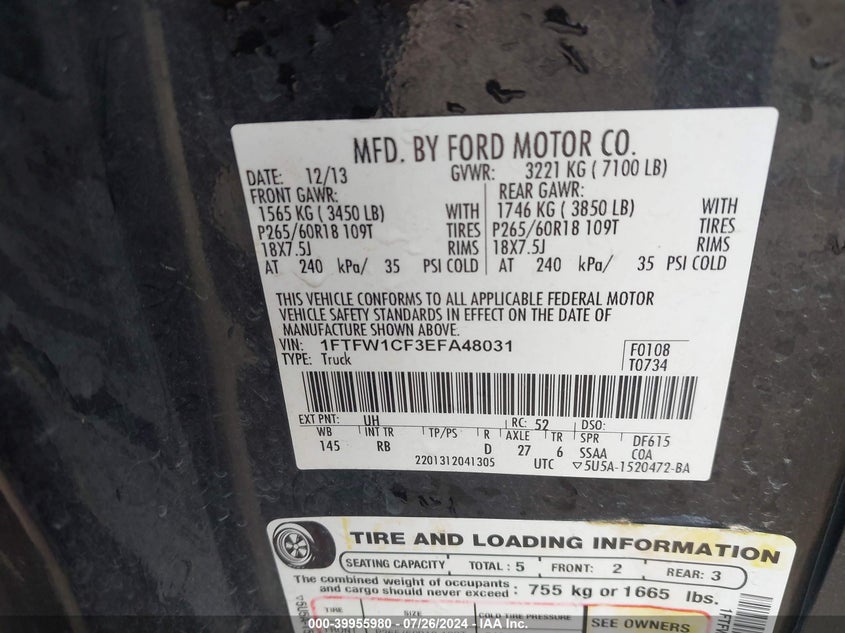 MFD. BY FORD MOTOR CO.
DATE: 12/13 GVWR: 3221 KG ( 7100 LB)
FRONT GAWR: REAR GAWR:
1565 KG ( 3450 LB) WITH 1746 KG ( 3850 LB) WITH
P265/60R18 109T TIRES P265/60R18 109T TIRES
18X7.5J RIMS 18X7.5J RIMS
AT 240 kPa/ 35 PSI COLD AT 240 kPa/ 35 PSI COLD
THIS VEHICLE CONFORMS TO ALL APPLICABLE FEDERAL MOTOR
VEHICLE SAFETY STANDARDS IN EFFECT ON THE DATE OF
MANUFACTURE SHOWN ABOVE.
VIN: 1FTFW1CF3EFA48031
TYPE: Truck
F0108
T0734
EXT PNT: UH RC: 52 DSO:
WB INT TR TP/PS R AXLE TR SPR DF615
145 RB D 27 6 SSAA COA
2201312041305 UTC ▽5U5A-1520472-BA
TIRE AND LOADING INFORMATION
SEATING CAPACITY TOTAL : 5 FRONT: 2 REAR: 3
The combined weight of occupants
and cargo should never exceed : 755 kg or 1665 lbs.
TIRE SIZE COLD TIRE PRESSURE
SEE OWNERS
000-39955980 - 07/26/2024 - IAA Inc.